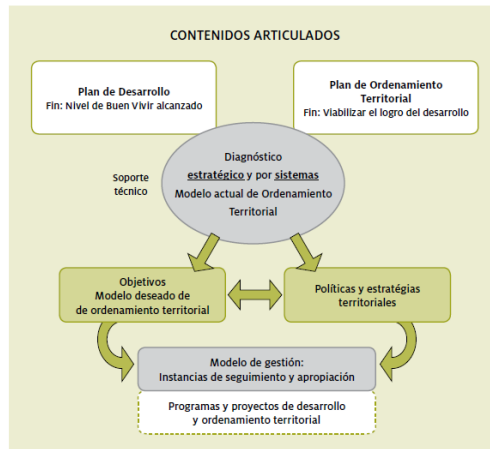 CONTENIDOS ARTICULADOS
Plan de Desarrollo
Fin: Nivel de Buen Vivir alcanzado
Plan de Ordenamiento
Territorial
Fin: Viabilizar el logro del desarrollo
Soporte
técnico
Diagnóstico
estratégico y por sistemas
Modelo actual de Ordenamiento
Territorial
Objetivos
Modelo deseado de
de ordenamiento territorial
Políticas y estratégias
territoriales
Modelo de gestión:
Instancias de seguimiento y apropiación
Programas y proyectos de desarrollo
y ordenamiento territorial